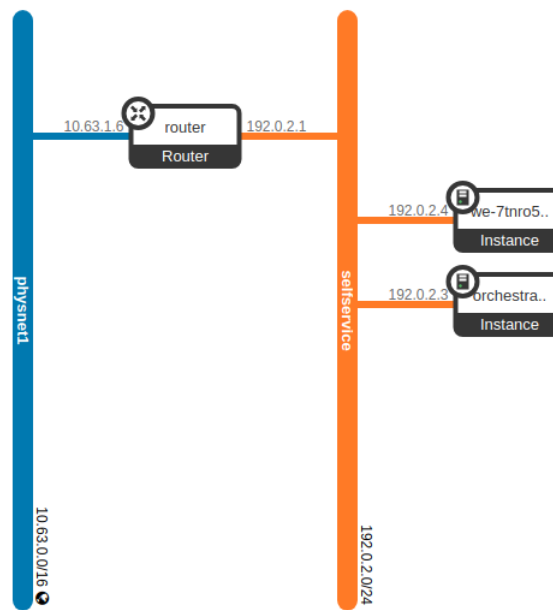 10.63.1.6
router
192.0.2.1
Router
192.0.2.4
we-7tnro5..
Instance
192.0.2.3
orchestra..
Instance
physnet1
selfservice
10.63.0.0/16
192.0.2.0/24